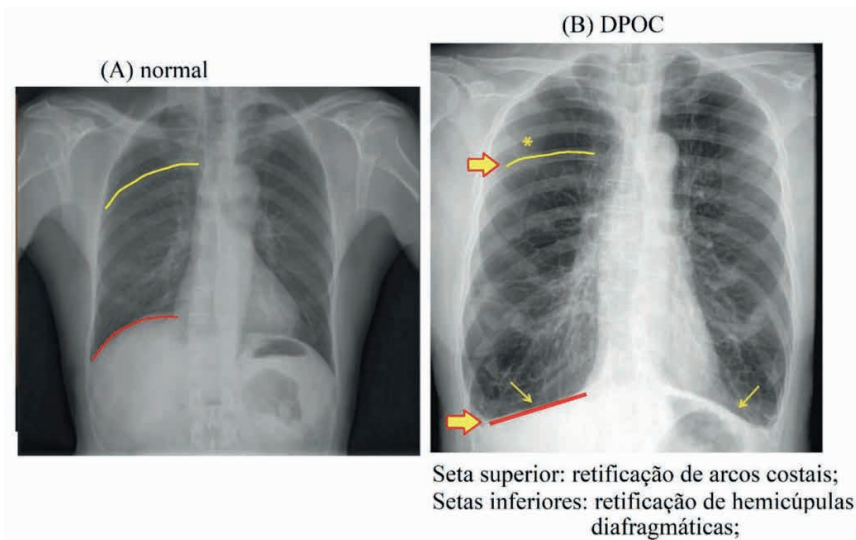 (A) normal
(B) DPOC
*
Seta superior: retificação de arcos costais;
Setas inferiores: retificação de hemicúpulas
diafragmáticas;